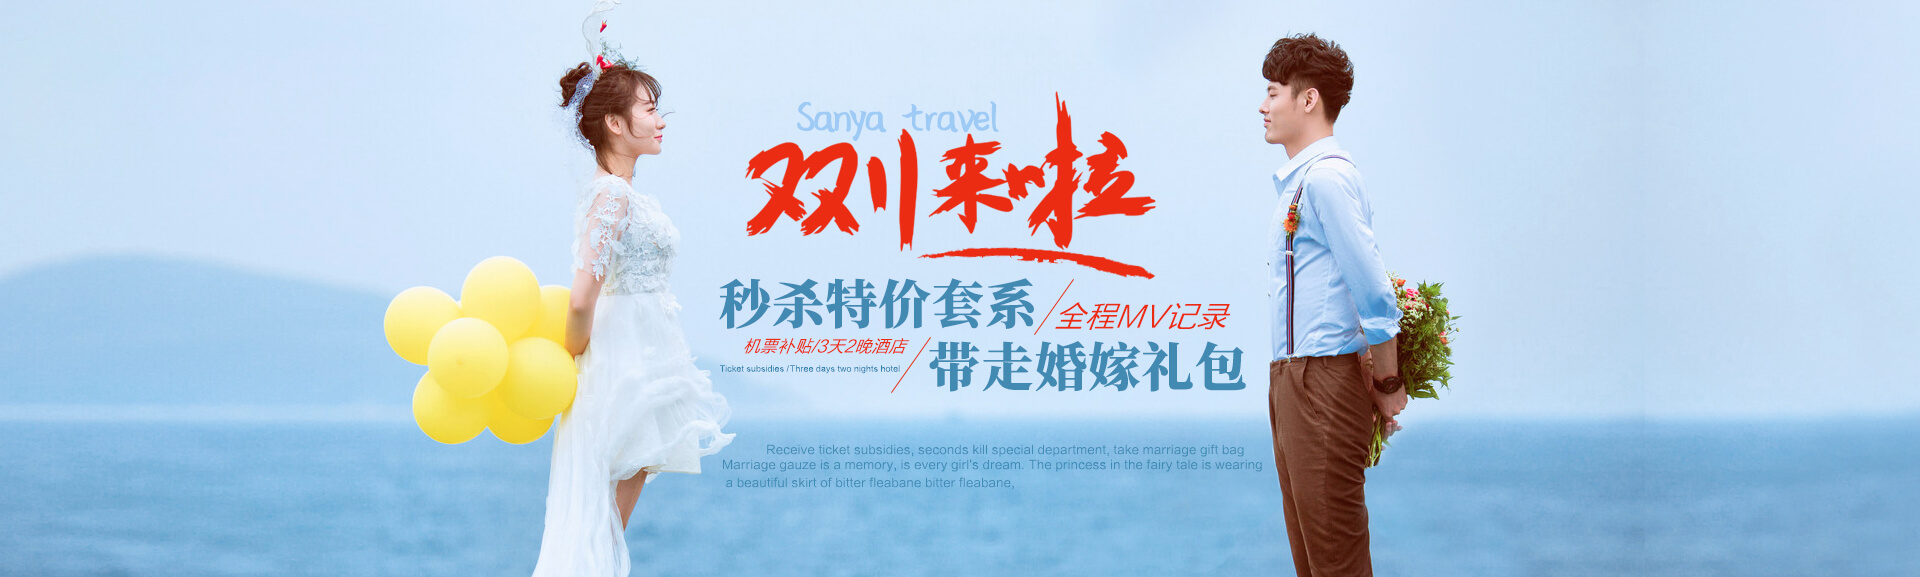 Sanya travel
双11来啦
秒杀特价套系/全程MV记录
机票补贴/3天2晚酒店
Ticket subsidies /Three days two nights hotel
/带走婚嫁礼包
Receive ticket subsidies, seconds kill special department, take marriage gift bag
Marriage gauze is a memory, is every girl's dream. The princess in the fairy tale is wearing
a beautiful skirt of bitter fleabane bitter fleabane,